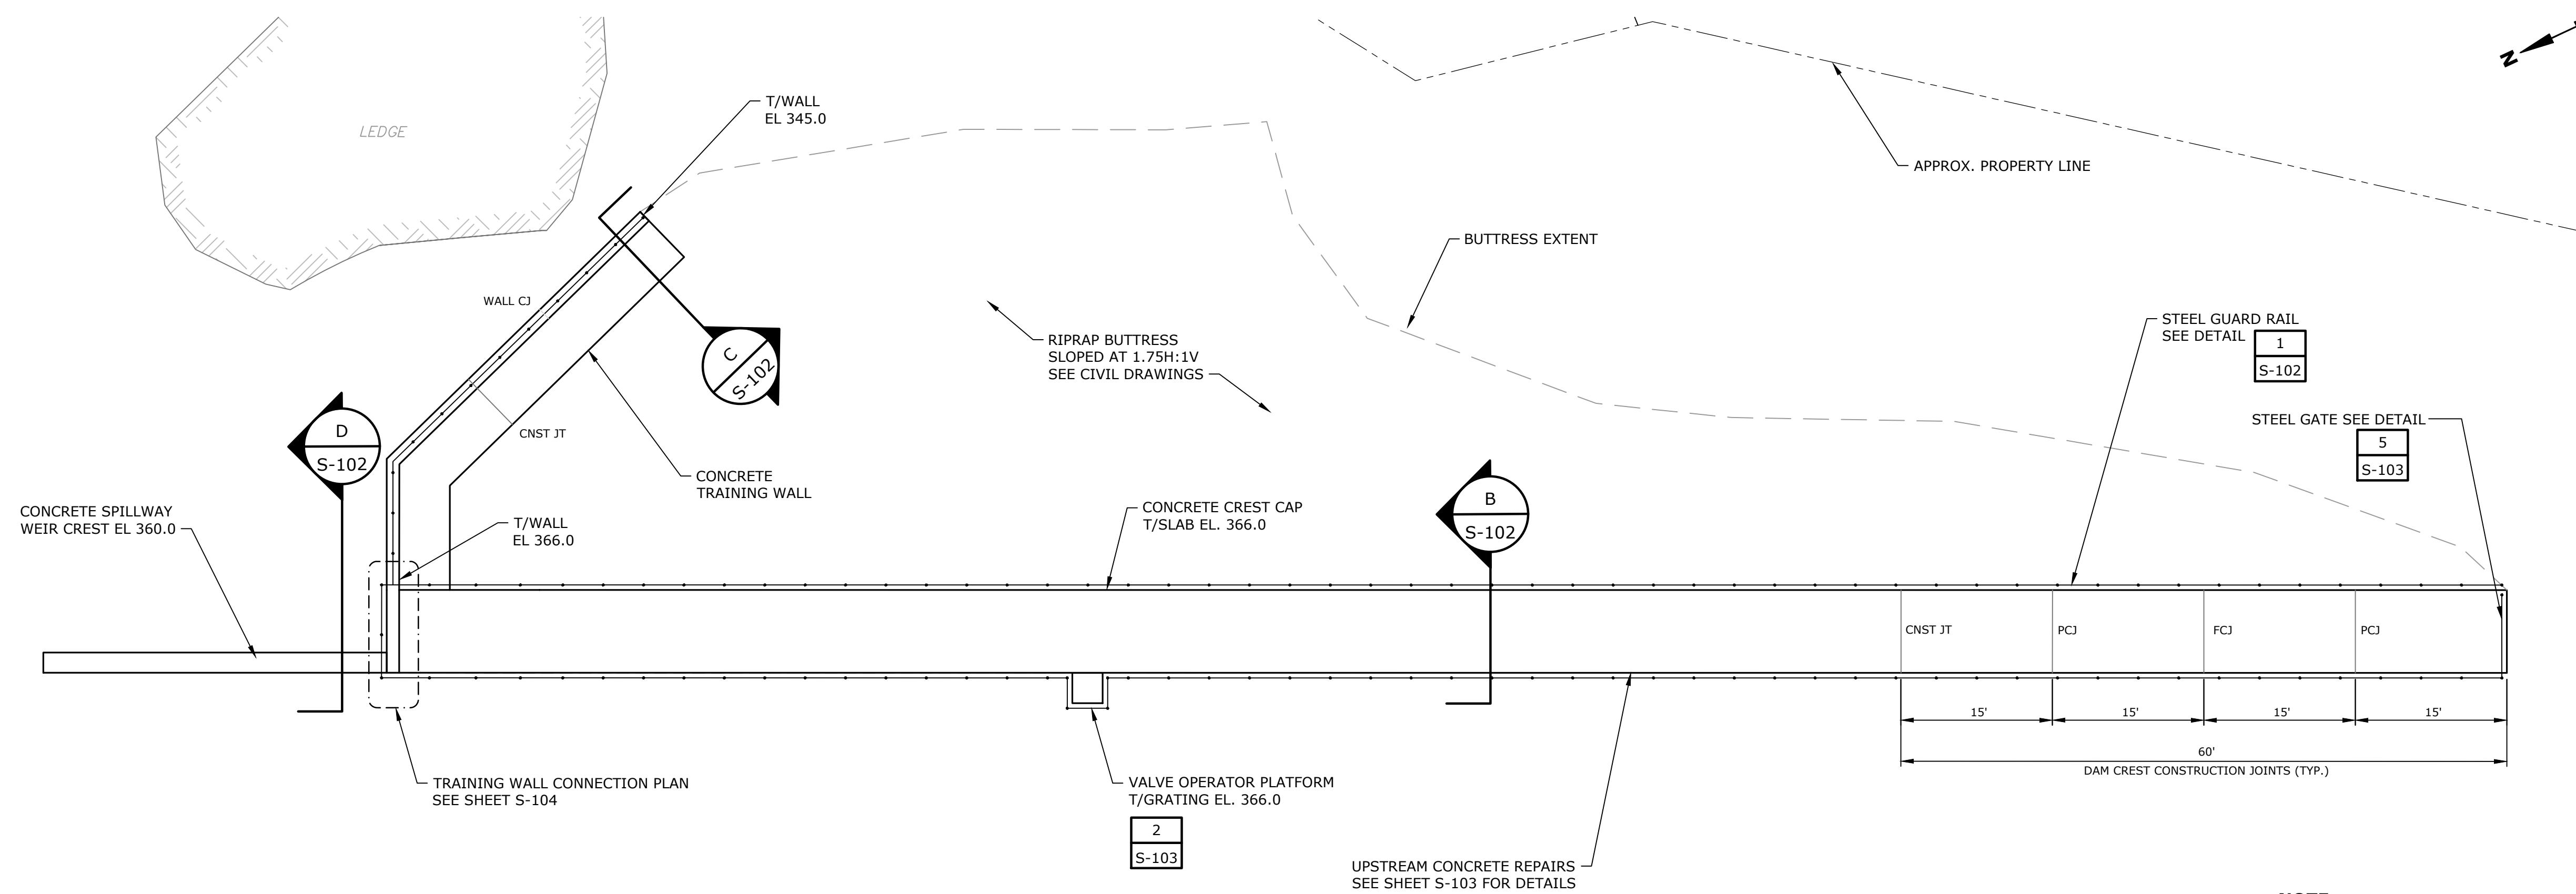 N
LEDGE
T/WALL
EL 345.0
APPROX. PROPERTY LINE
BUTTRESS EXTENT
WALL CJ
STEEL GUARD RAIL
SEE DETAIL
1
S-102
RIPRAP BUTTRESS
SLOPED AT 1.75H:1V
SEE CIVIL DRAWINGS
C
S-102
STEEL GATE SEE DETAIL
5
S-103
D
S-102
CNST JT
CONCRETE
TRAINING WALL
B
S-102
CONCRETE SPILLWAY
WEIR CREST EL 360.0
T/WALL
EL 366.0
CONCRETE CREST CAP
T/SLAB EL. 366.0
CNST JT
PCJ
FCJ
PCJ
15'
15'
15'
15'
60'
DAM CREST CONSTRUCTION JOINTS (TYP.)
TRAINING WALL CONNECTION PLAN
SEE SHEET S-104
VALVE OPERATOR PLATFORM
T/GRATING EL. 366.0
2
S-103
UPSTREAM CONCRETE REPAIRS
SEE SHEET S-103 FOR DETAILS